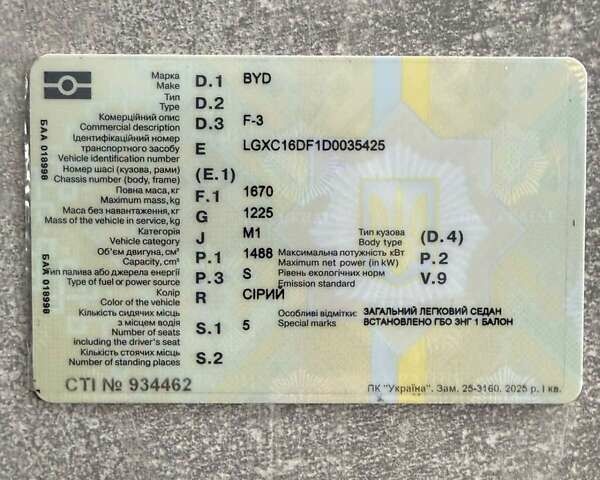 БАА 018998
Марка
Make D.1 BYD
Тип
Type D.2
Комерційний опис
Commercial description D.3 F-3
Ідентифікаційний номер
транспортного засобу E LGXC16DF1D0035425
Vehicle identification number
Номер шасі (кузова, рами)
Chassis number (body, frame) (E.1)
Повна маса, кг
Maximum mass, kg F.1 1670
Маса без навантаження, кг
Mass of the vehicle in service, kg G 1225
Категорія
Vehicle category J M1 Тип кузова
Body type (D.4)
Об'єм двигуна, см³
Capacity, cm³ P.1 1488 Максимальна потужність кВт
Maximum net power (in kW) P.2
Тип палива або джерела енергії
Type of fuel or power source P.3 S Рівень екологічних норм
Emission standard V.9
Колір
Color of the vehicle R СІРИЙ
БАА 018998
Кількість сидячих місць
з місцем водія
Number of seats S.1 5
including the driver's seat
Особливі відмітки: ЗАГАЛЬНИЙ ЛЕГКОВИЙ СЕДАН
Special marks ВСТАНОВЛЕНО ГБО ЗНГ 1 БАЛОН
Кількість стоячих місць
Number of standing places S.2
СТІ № 934462
ПК "Україна". Зам. 25-3160. 2025 р. І кв.